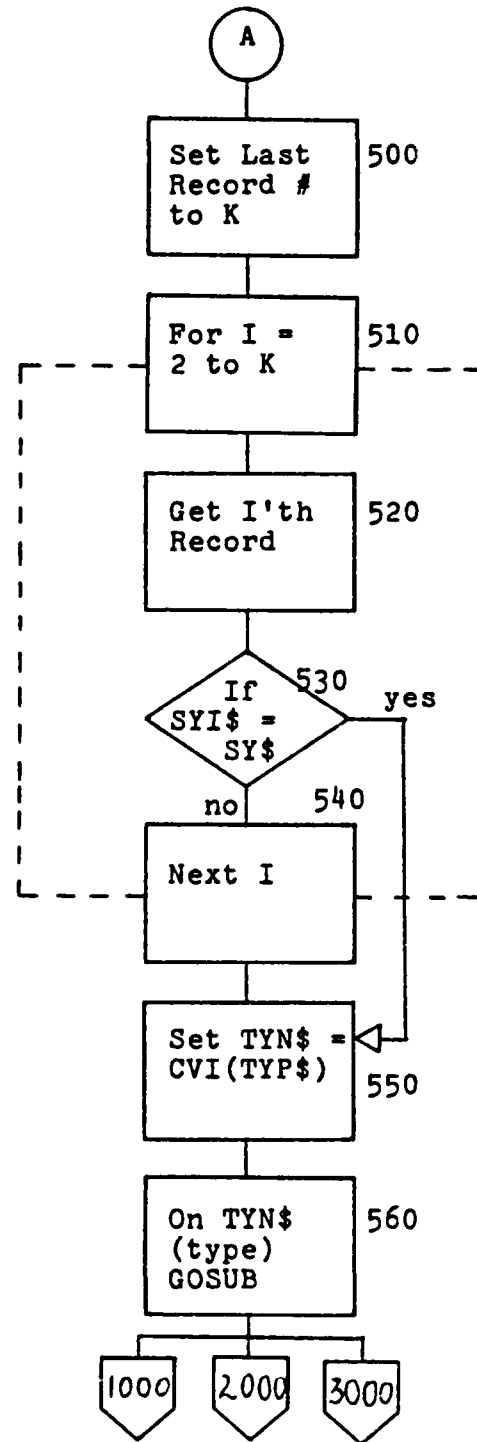 A
Set Last
Record #
to K
500
For I =
2 to K
510
Get I'th
Record
520
If
SYI$ =
SY$
530
yes
no
540
Next I
Set TYN$ =
CVI(TYP$)
550
On TYN$
(type)
GOSUB
560
1000
2000
3000